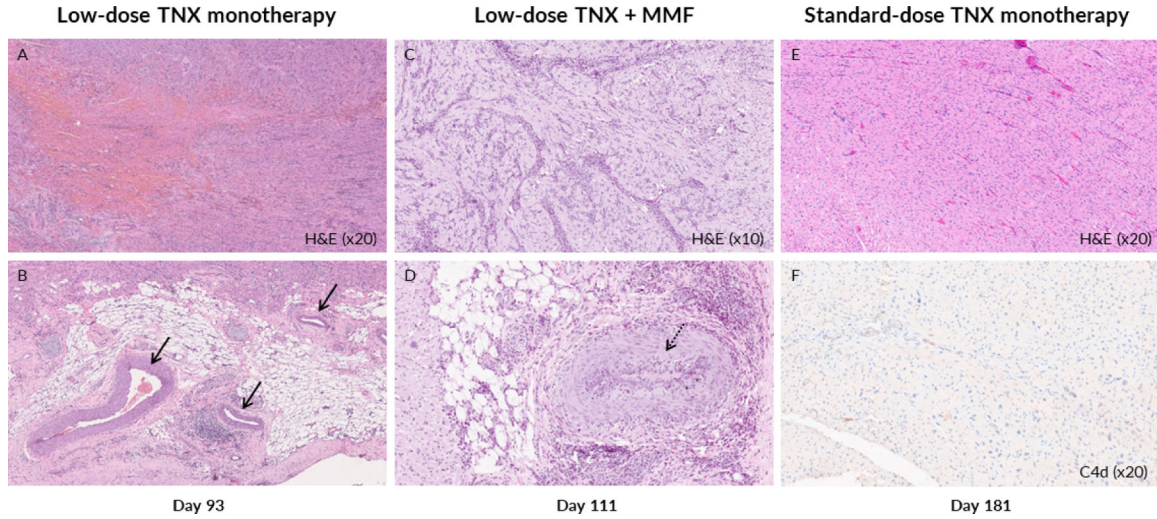 Low-dose TNX monotherapy
Low-dose TNX + MMF
Standard-dose TNX monotherapy
A
H&E (x20)
C
H&E (x10)
E
H&E (x20)
B
D
F
C4d (x20)
Day 93
Day 111
Day 181